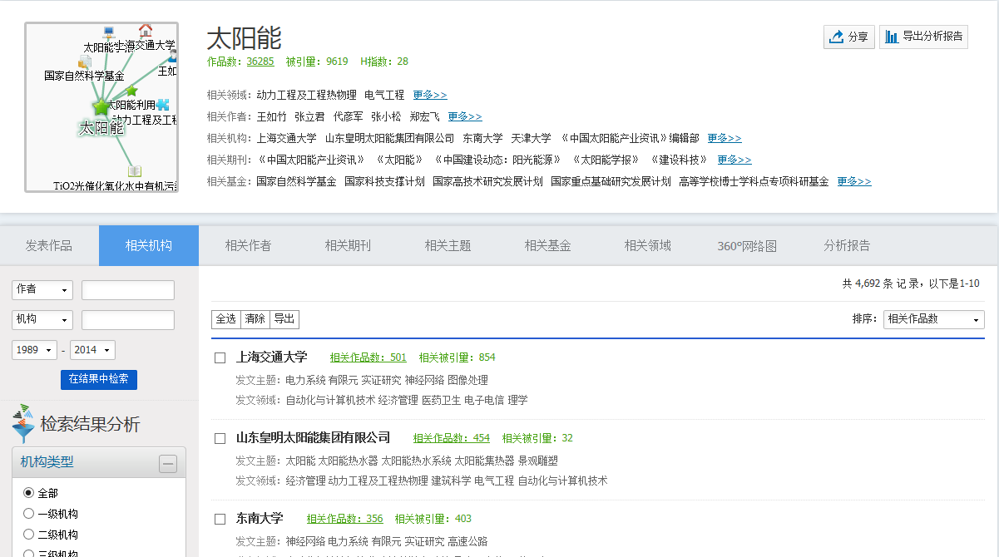 太阳能
作品数：36285 被引量：9619 H指数：28
分享
导出分析报告
上海交通大学
国家自然科学基金
王如
太阳能利用
动力工程及工程
太阳能
TiO2光催化氧化水中有机污染
相关领域：动力工程及工程热物理 电气工程 更多>>
相关作者：王如竹 张立君 代彦军 张小松 郑宏飞 更多>>
相关机构：上海交通大学 山东皇明太阳能集团有限公司 东南大学 天津大学 《中国太阳能产业资讯》编辑部 更多>>
相关期刊：《中国太阳能产业资讯》 《太阳能》 《中国建设动态：阳光能源》 《太阳能学报》 《建设科技》 更多>>
相关基金：国家自然科学基金 国家科技支撑计划 国家高技术研究发展计划 国家重点基础研究发展计划 高等学校博士学科点专项科研基金 更多>>
发表作品 相关机构 相关作者 相关期刊 相关主题 相关基金 相关领域 360°网络图 分析报告
作者
机构
1989 - 2014
在结果中检索
检索结果分析
机构类型
全部
一级机构
二级机构
三级机构
共 4,692 条 记 录，以下是1-10
全选 清除 导出
排序： 相关作品数
上海交通大学 相关作品数：501 相关被引量：854
发文主题：电力系统 有限元 实证研究 神经网络 图像处理
发文领域：自动化与计算机技术 经济管理 医药卫生 电子电信 理学
山东皇明太阳能集团有限公司 相关作品数：454 相关被引量：32
发文主题：太阳能 太阳能热水器 太阳能热水系统 太阳能集热器 景观雕塑
发文领域：经济管理 动力工程及工程热物理 建筑科学 电气工程 自动化与计算机技术
东南大学 相关作品数：356 相关被引量：403
发文主题：神经网络 电力系统 有限元 实证研究 高速公路